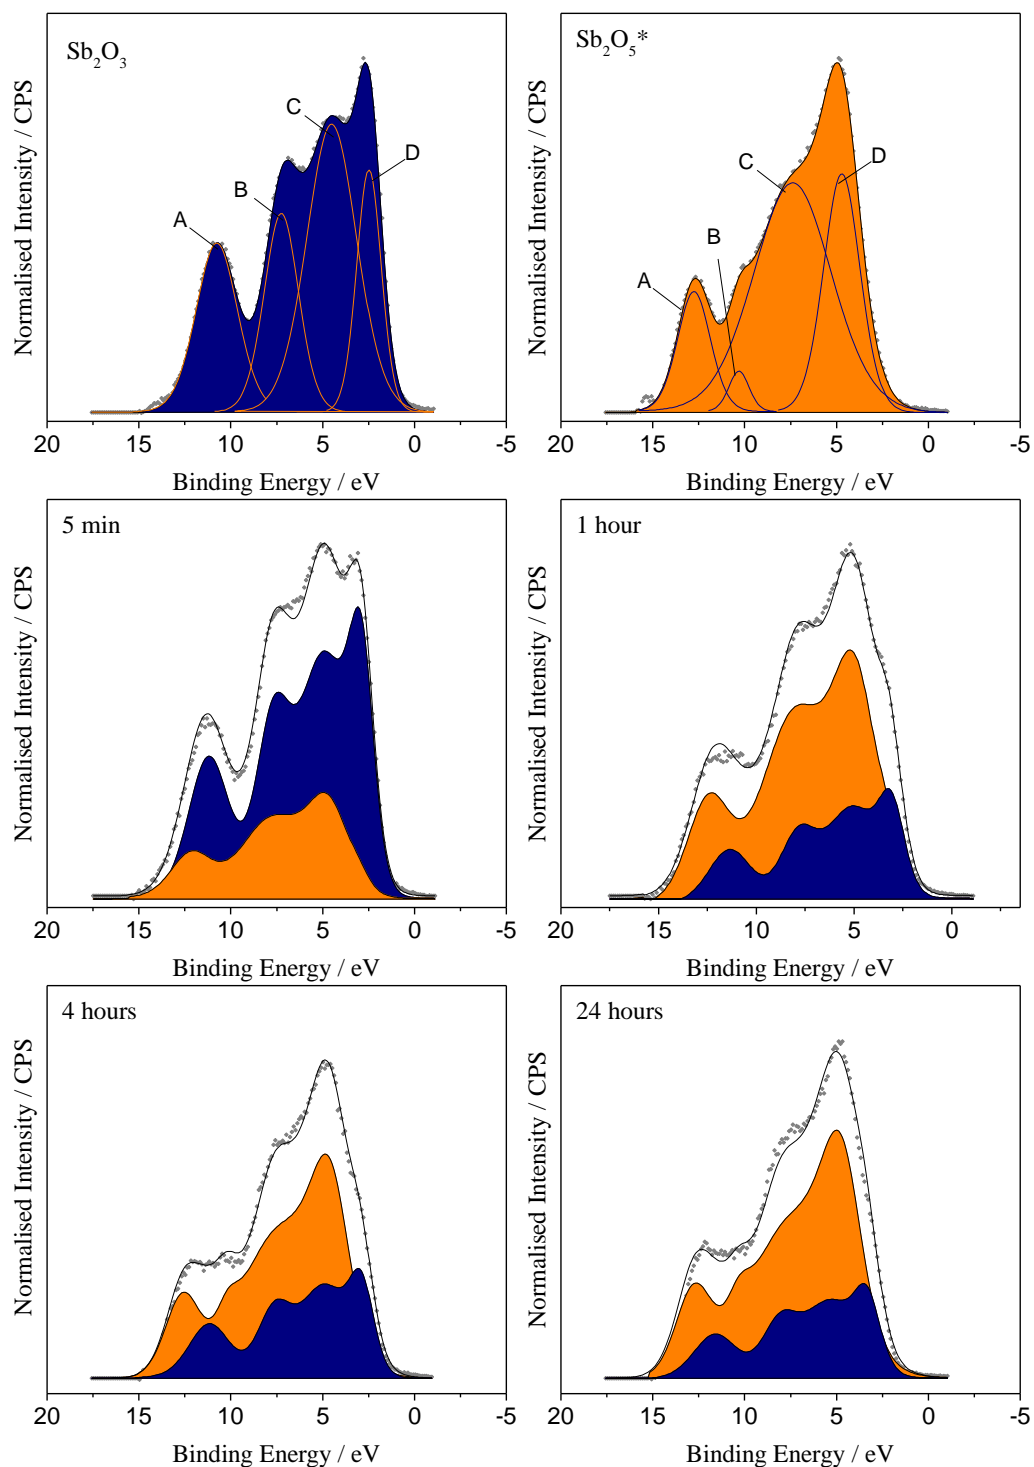 Sb₂O₃
A
B
C
D
Normalised Intensity / CPS
20 15 10 5 0 -5
Binding Energy / eV
Sb₂O₅*
A
B
C
D
Normalised Intensity / CPS
20 15 10 5 0 -5
Binding Energy / eV
5 min
Normalised Intensity / CPS
20 15 10 5 0 -5
Binding Energy / eV
1 hour
Normalised Intensity / CPS
20 15 10 5 0
Binding Energy / eV
4 hours
Normalised Intensity / CPS
20 15 10 5 0 -5
Binding Energy / eV
24 hours
Normalised Intensity / CPS
20 15 10 5 0 -5
Binding Energy / eV